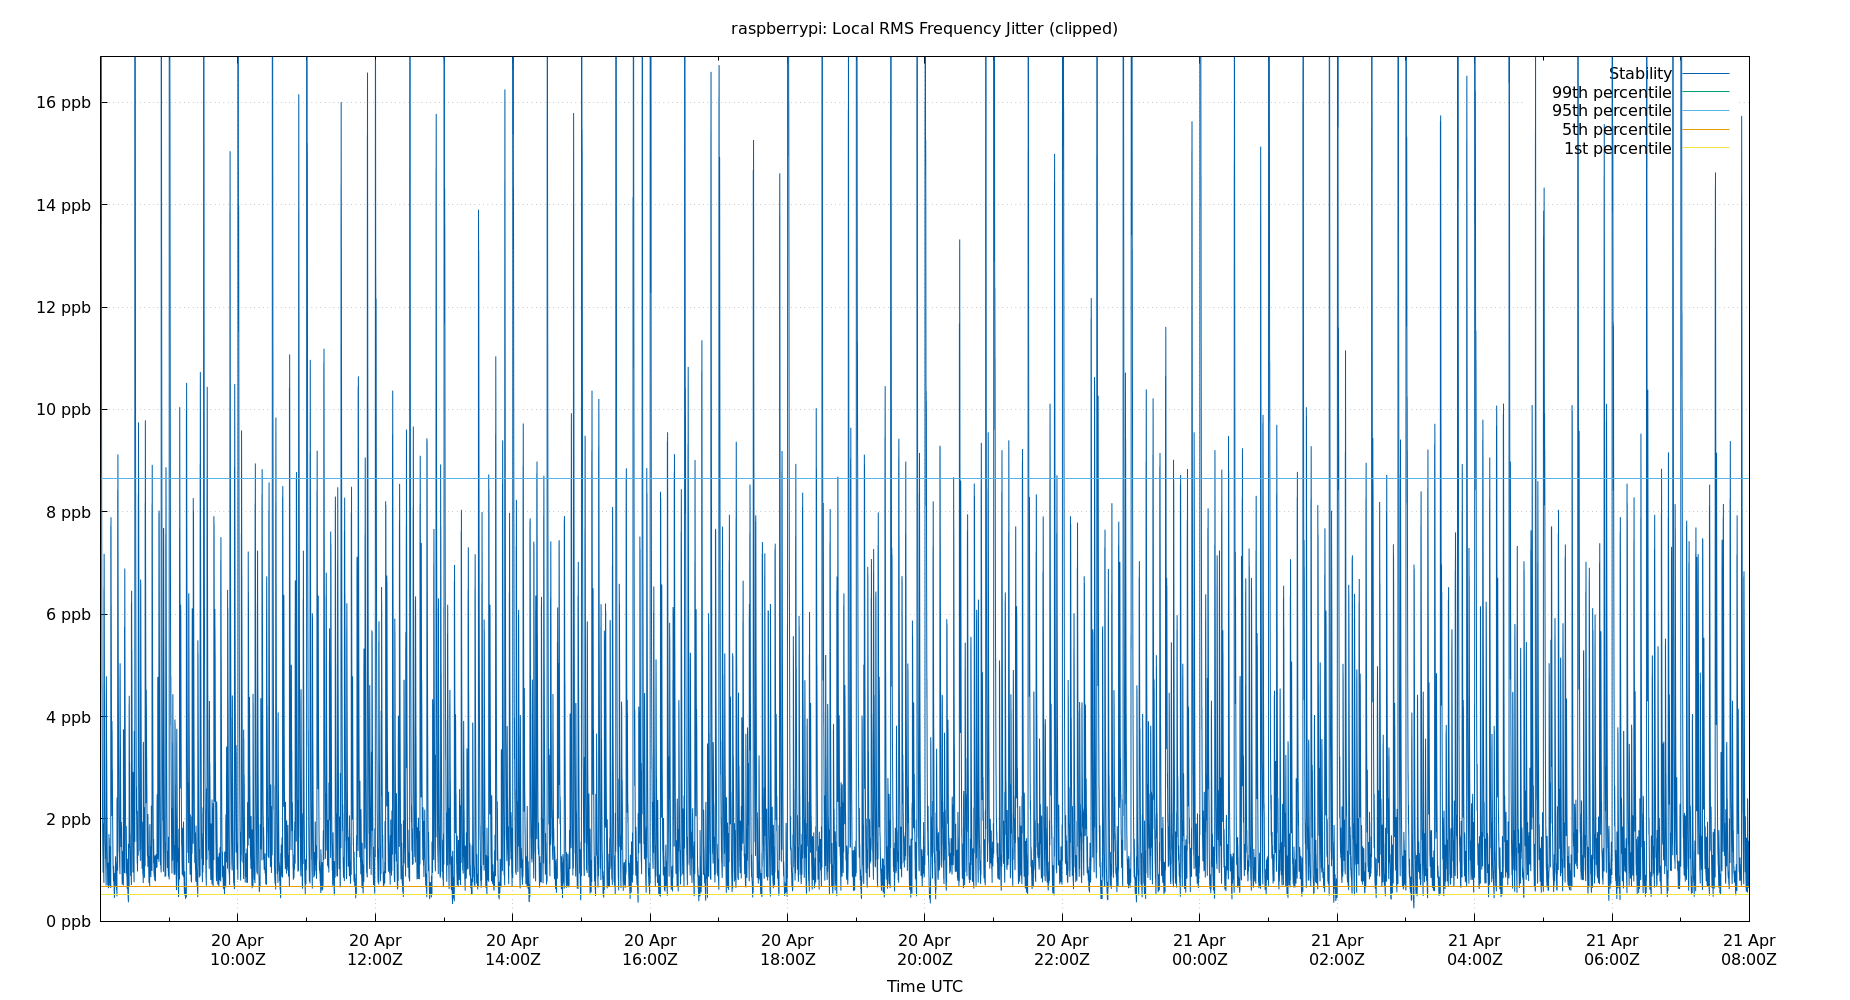 raspberrypi: Local RMS Frequency Jitter (clipped)
Stability
99th percentile
95th percentile
5th percentile
1st percentile
16 ppb
14 ppb
12 ppb
10 ppb
8 ppb
6 ppb
4 ppb
2 ppb
0 ppb
20 Apr 20 Apr 20 Apr 20 Apr 20 Apr 20 Apr 20 Apr 21 Apr 21 Apr 21 Apr 21 Apr 21 Apr
10:00Z 12:00Z 14:00Z 16:00Z 18:00Z 20:00Z 22:00Z 00:00Z 02:00Z 04:00Z 06:00Z 08:00Z
Time UTC